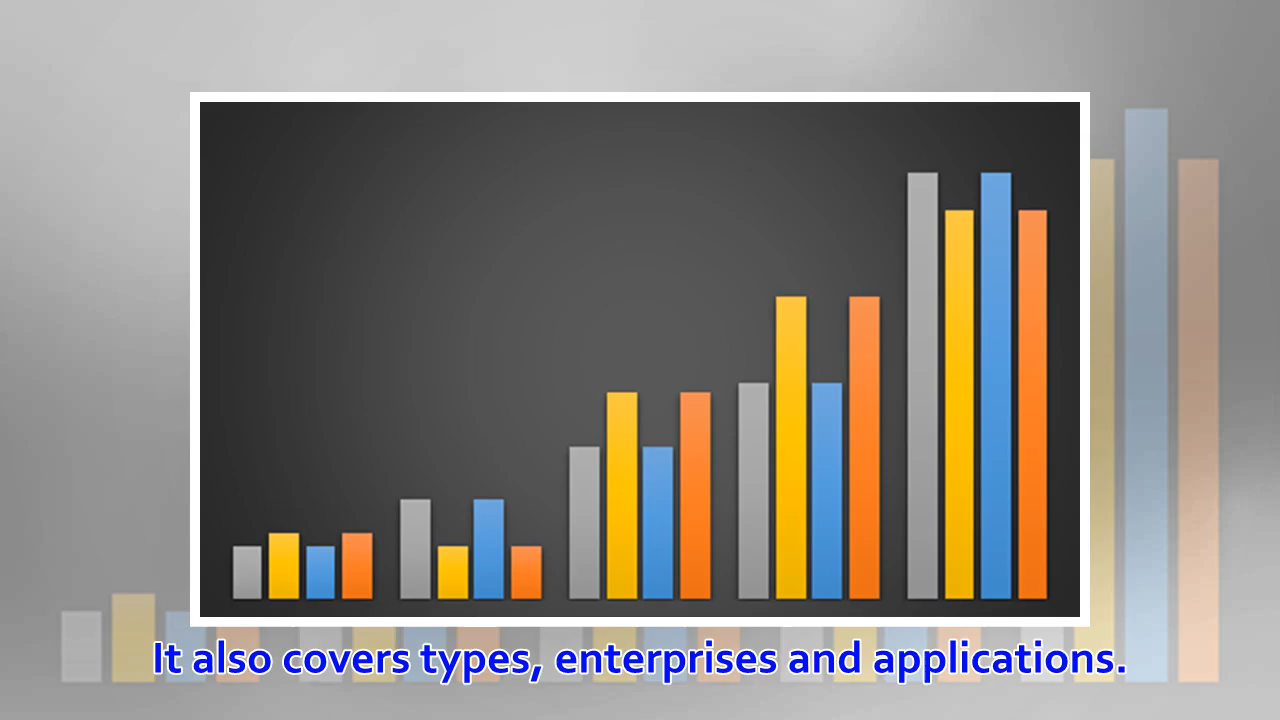 It also covers types, enterprises and applications.